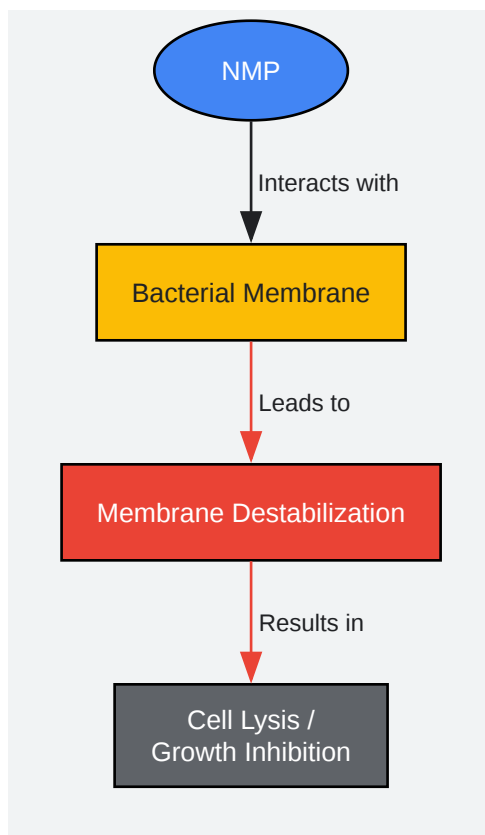 NMP
Interacts with
Bacterial Membrane
Leads to
Membrane Destabilization
Results in
Cell Lysis /
Growth Inhibition